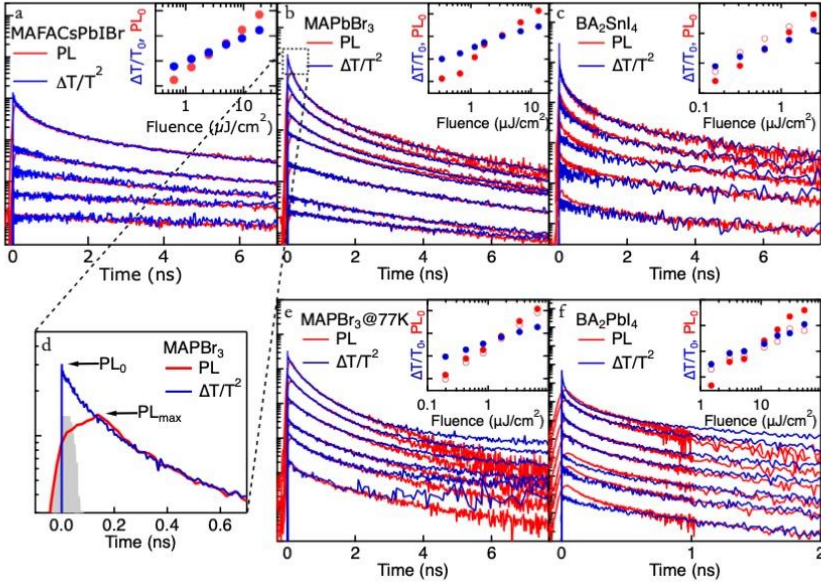 a
MAFACsPbIBr
PL
ΔT/T²
ΔT/T₀, PL₀
1
10
Fluence (μJ/cm²)
0
2
4
6
Time (ns)
b
MAPbBr₃
PL
ΔT/T²
ΔT/T₀, PL₀
1
10
Fluence (μJ/cm²)
0
2
4
6
Time (ns)
c
BA₂SnI₄
PL
ΔT/T²
ΔT/T₀, PL₀
0.1
1
Fluence (μJ/cm²)
0
2
4
6
Time (ns)
d
MAPBr₃
PL₀
PL
ΔT/T²
PLmax
0.0
0.2
0.4
0.6
Time (ns)
e
MAPBr₃@77K
PL
ΔT/T²
ΔT/T₀, PL₀
0.2
1
Fluence (μJ/cm²)
0
2
4
6
Time (ns)
f
BA₂PbI₄
PL
ΔT/T²
ΔT/T₀, PL₀
1
10
Fluence (μJ/cm²)
0
1
2
Time (ns)